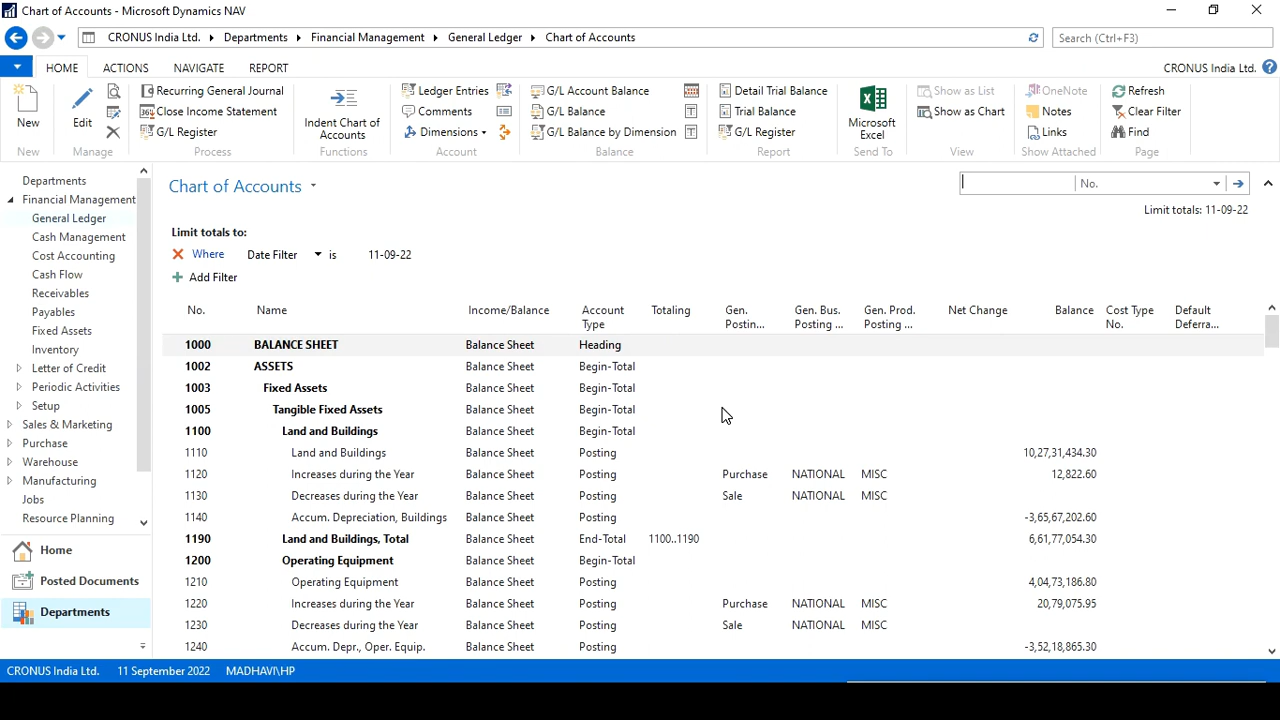 Chart of Accounts - Microsoft Dynamics NAV
CRONUS India Ltd. Departments Financial Management General Ledger Chart of Accounts Search (Ctrl+F3)
HOME ACTIONS NAVIGATE REPORT CRONUS India Ltd.
New Edit Recurring General Journal Close Income Statement G/L Register Indent Chart of Accounts Ledger Entries Comments Dimensions G/L Account Balance G/L Balance G/L Balance by Dimension Detail Trial Balance Trial Balance G/L Register Microsoft Excel Show as List Show as Chart OneNote Notes Links Refresh Clear Filter Find
New Manage Process Functions Account Balance Report Send To View Show Attached Page
Departments
Financial Management
General Ledger
Cash Management
Cost Accounting
Cash Flow
Receivables
Payables
Fixed Assets
Inventory
Letter of Credit
Periodic Activities
Setup
Sales & Marketing
Purchase
Warehouse
Manufacturing
Jobs
Resource Planning
Home
Posted Documents
Departments
Chart of Accounts No.
Limit totals: 11-09-22
Limit totals to:
Where Date Filter is 11-09-22
Add Filter
No. Name Income/Balance Account Type Totaling Gen. Postin... Gen. Bus. Posting ... Gen. Prod. Posting ... Net Change Balance Cost Type No. Default Deferra...
1000 BALANCE SHEET Balance Sheet Heading
1002 ASSETS Balance Sheet Begin-Total
1003 Fixed Assets Balance Sheet Begin-Total
1005 Tangible Fixed Assets Balance Sheet Begin-Total
1100 Land and Buildings Balance Sheet Begin-Total
1110 Land and Buildings Balance Sheet Posting 10,27,31,434.30
1120 Increases during the Year Balance Sheet Posting Purchase NATIONAL MISC 12,822.60
1130 Decreases during the Year Balance Sheet Posting Sale NATIONAL MISC
1140 Accum. Depreciation, Buildings Balance Sheet Posting -3,65,67,202.60
1190 Land and Buildings, Total Balance Sheet End-Total 1100..1190 6,61,77,054.30
1200 Operating Equipment Balance Sheet Begin-Total
1210 Operating Equipment Balance Sheet Posting 4,04,73,186.80
1220 Increases during the Year Balance Sheet Posting Purchase NATIONAL MISC 20,79,075.95
1230 Decreases during the Year Balance Sheet Posting Sale NATIONAL MISC
1240 Accum. Depr., Oper. Equip. Balance Sheet Posting -3,52,18,865.30
CRONUS India Ltd. 11 September 2022 MADHAVI\HP